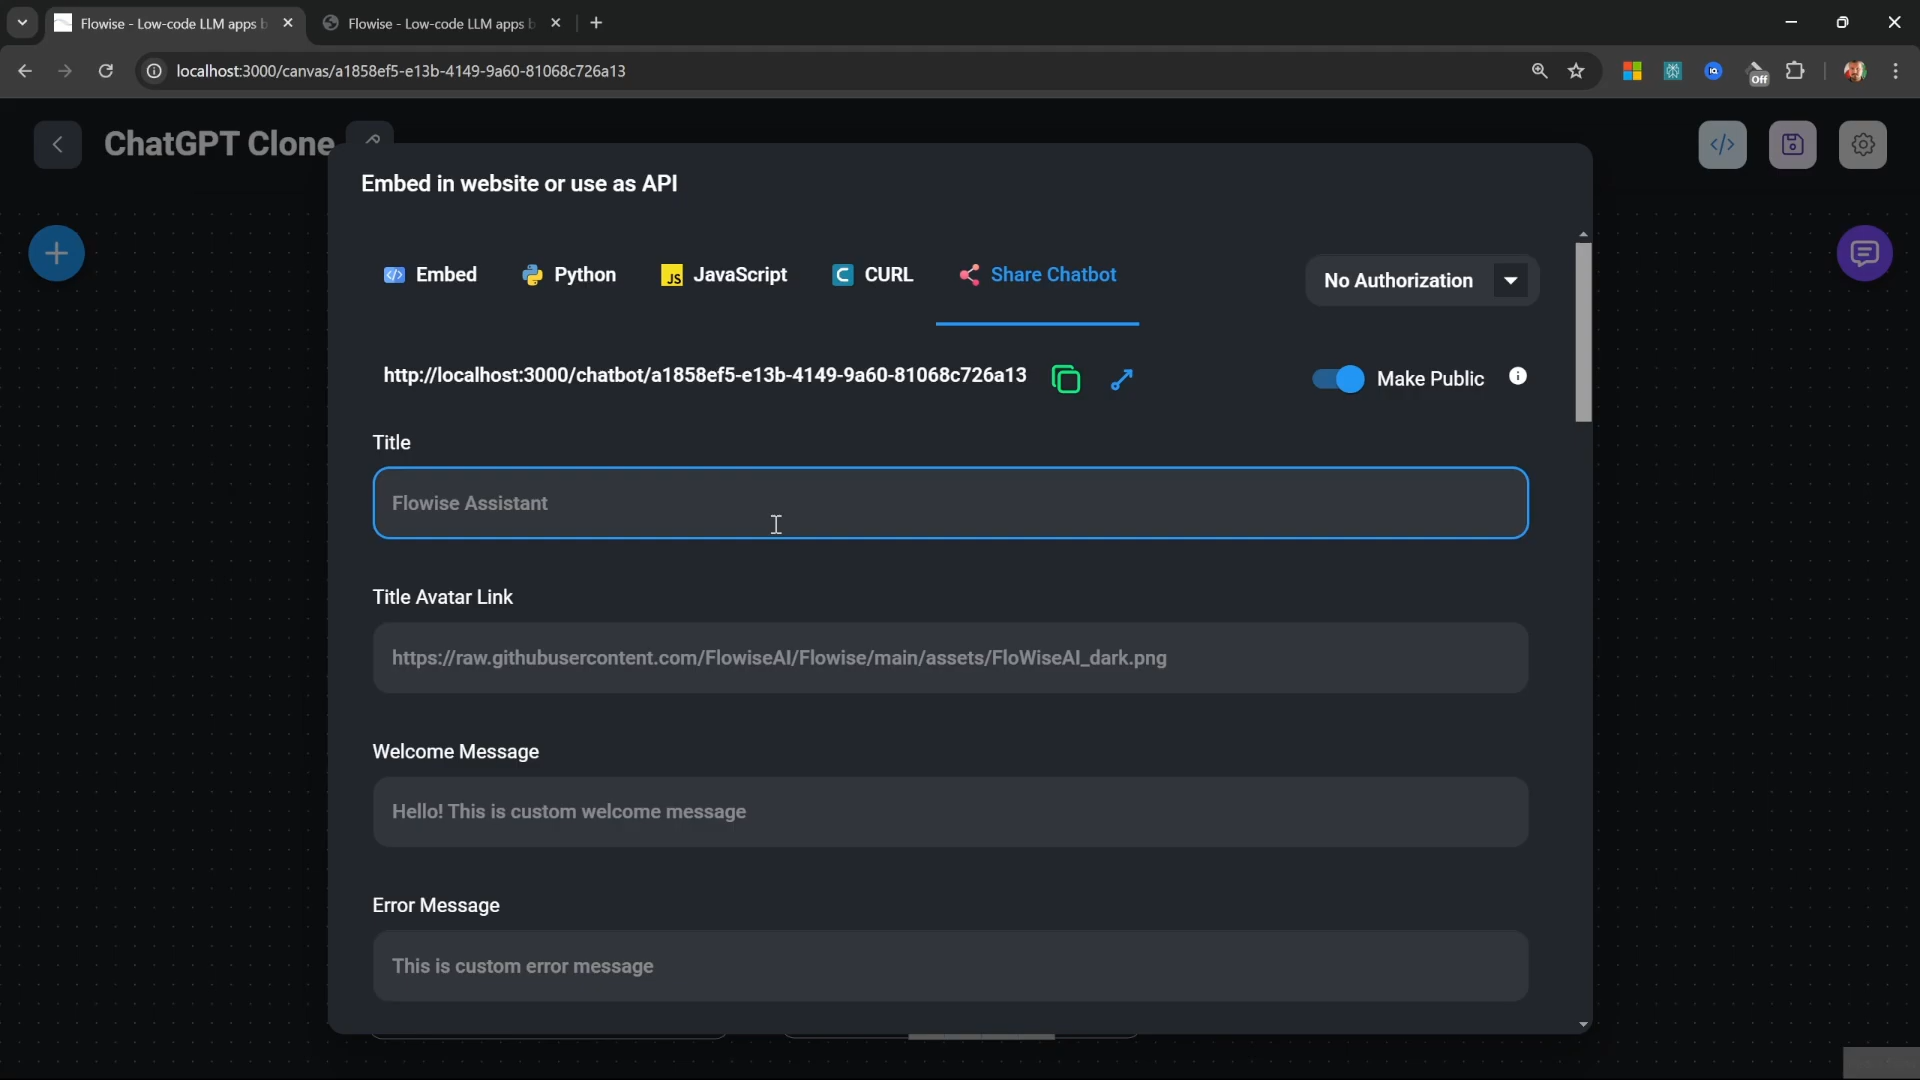 Flowise - Low-code LLM apps b
Flowise - Low-code LLM apps b
localhost:3000/canvas/a1858ef5-e13b-4149-9a60-81068c726a13
Off
ChatGPT Clone
Embed in website or use as API
Embed
Python
JS JavaScript
C CURL
Share Chatbot
No Authorization
http://localhost:3000/chatbot/a1858ef5-e13b-4149-9a60-81068c726a13
Make Public
Title
Flowise Assistant
Title Avatar Link
https://raw.githubusercontent.com/FlowiseAI/Flowise/main/assets/FloWiseAI_dark.png
Welcome Message
Hello! This is custom welcome message
Error Message
This is custom error message